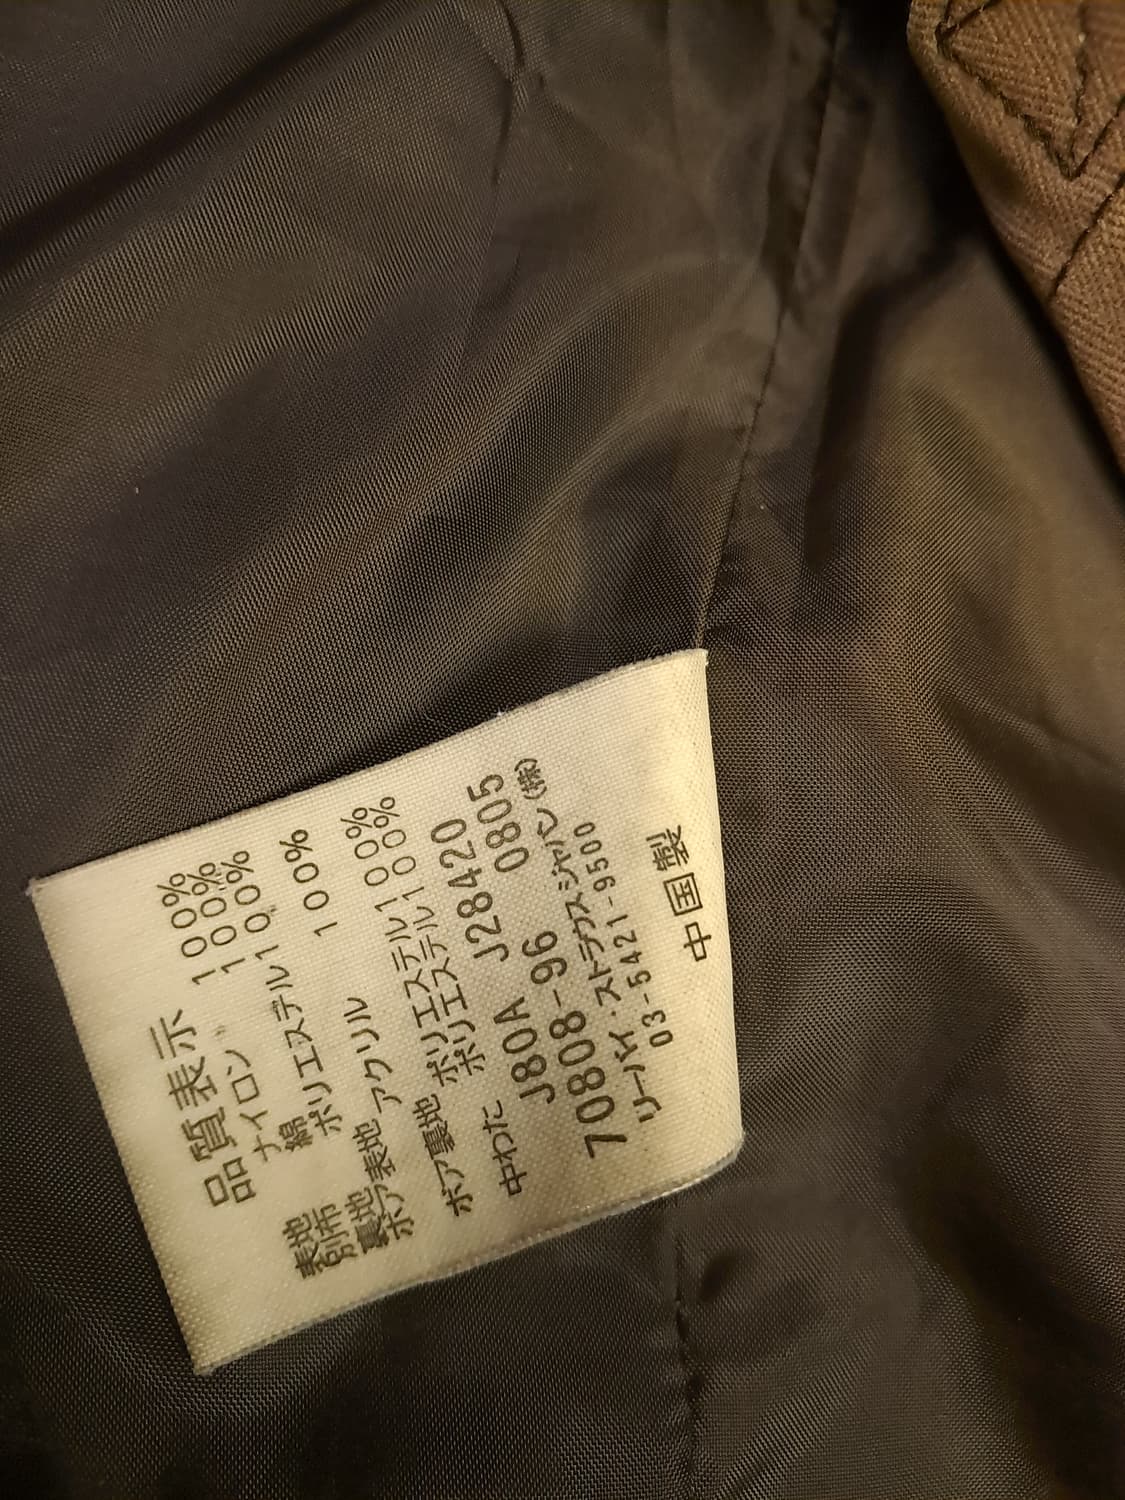 品質表示
表地 ナイロン 100%
別布 綿 100%
裏地 ポリエステル100%
ボア表地 アクリル 100%
ボア裏地 ポリエステル100%
中わた ポリエステル100%
J80A J28420
70808-96 0805
リーバイ・ストラウスジャパン(株)
03-5421-9500
中国製